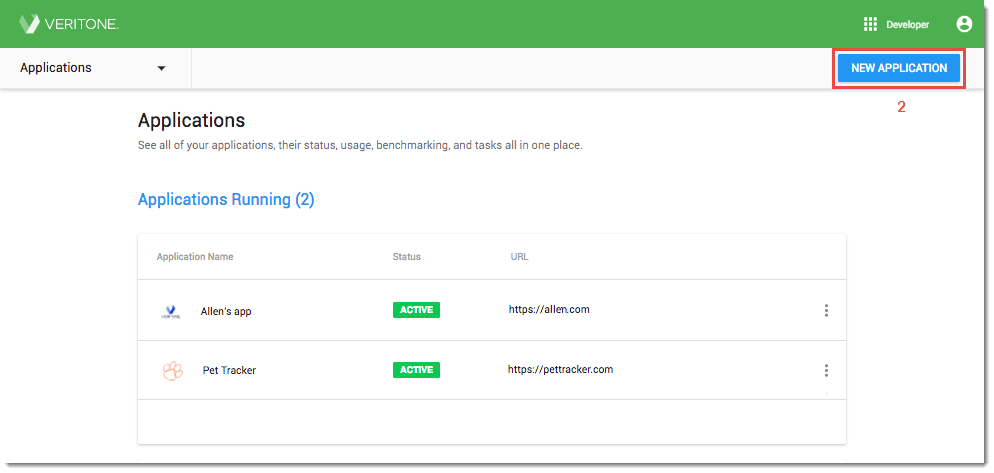 VERITONE.
Developer
Applications
NEW APPLICATION
2
Applications
See all of your applications, their status, usage, benchmarking, and tasks all in one place.
Applications Running (2)
Application Name Status URL
Allen's app ACTIVE https://allen.com
Pet Tracker ACTIVE https://pettracker.com